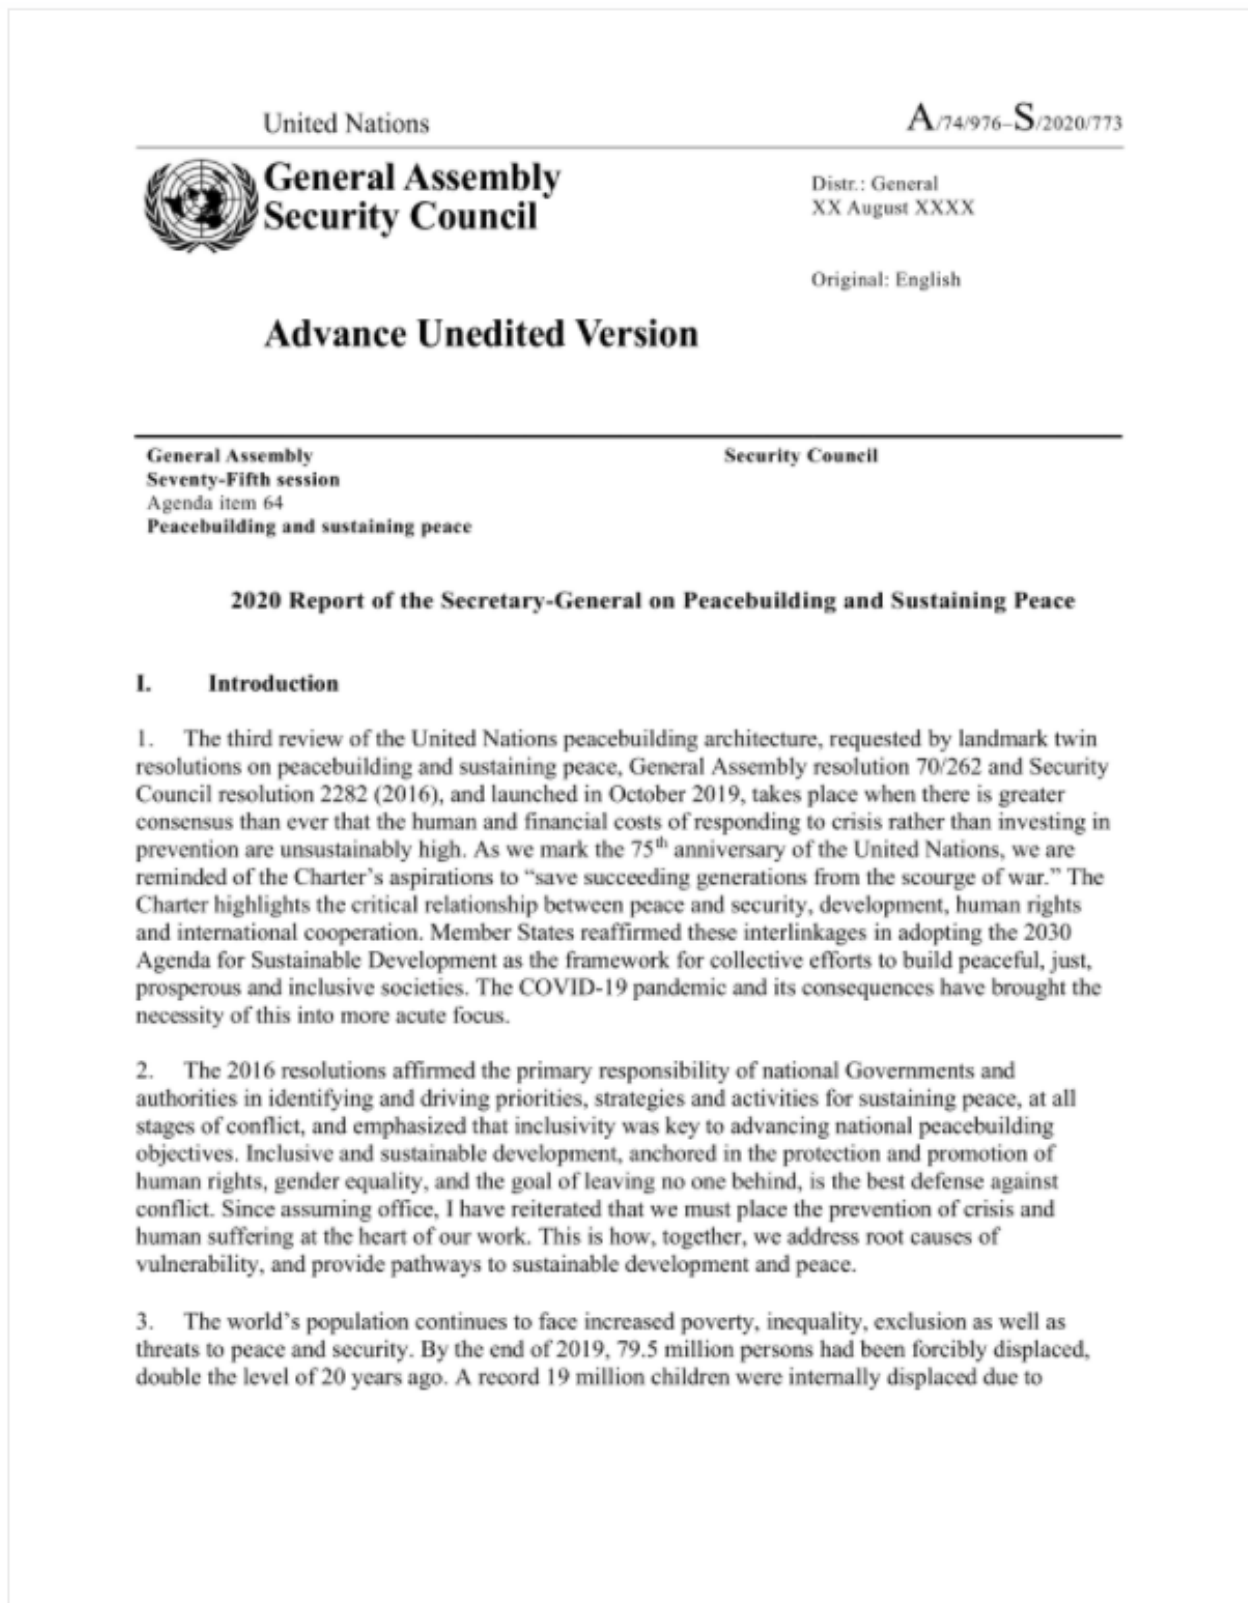 United Nations
A/74/976–S/2020/773
General Assembly
Security Council
Distr.: General
XX August XXXX
Original: English
Advance Unedited Version
General Assembly
Seventy-Fifth session
Agenda item 64
Peacebuilding and sustaining peace
Security Council
2020 Report of the Secretary-General on Peacebuilding and Sustaining Peace
I. Introduction
1. The third review of the United Nations peacebuilding architecture, requested by landmark twin
resolutions on peacebuilding and sustaining peace, General Assembly resolution 70/262 and Security
Council resolution 2282 (2016), and launched in October 2019, takes place when there is greater
consensus than ever that the human and financial costs of responding to crisis rather than investing in
prevention are unsustainably high. As we mark the 75th anniversary of the United Nations, we are
reminded of the Charter’s aspirations to “save succeeding generations from the scourge of war.” The
Charter highlights the critical relationship between peace and security, development, human rights
and international cooperation. Member States reaffirmed these interlinkages in adopting the 2030
Agenda for Sustainable Development as the framework for collective efforts to build peaceful, just,
prosperous and inclusive societies. The COVID-19 pandemic and its consequences have brought the
necessity of this into more acute focus.
2. The 2016 resolutions affirmed the primary responsibility of national Governments and
authorities in identifying and driving priorities, strategies and activities for sustaining peace, at all
stages of conflict, and emphasized that inclusivity was key to advancing national peacebuilding
objectives. Inclusive and sustainable development, anchored in the protection and promotion of
human rights, gender equality, and the goal of leaving no one behind, is the best defense against
conflict. Since assuming office, I have reiterated that we must place the prevention of crisis and
human suffering at the heart of our work. This is how, together, we address root causes of
vulnerability, and provide pathways to sustainable development and peace.
3. The world’s population continues to face increased poverty, inequality, exclusion as well as
threats to peace and security. By the end of 2019, 79.5 million persons had been forcibly displaced,
double the level of 20 years ago. A record 19 million children were internally displaced due to